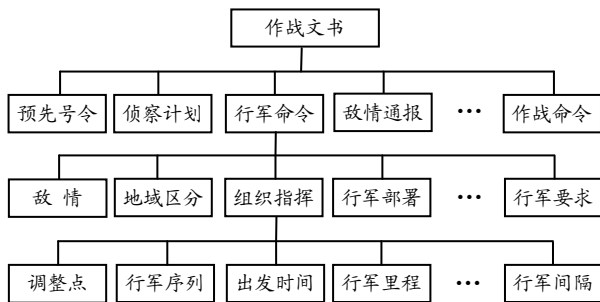 作战文书
预先号令 侦察计划 行军命令 敌情通报 … 作战命令
敌 情 地域区分 组织指挥 行军部署 … 行军要求
调整点 行军序列 出发时间 行军里程 … 行军间隔